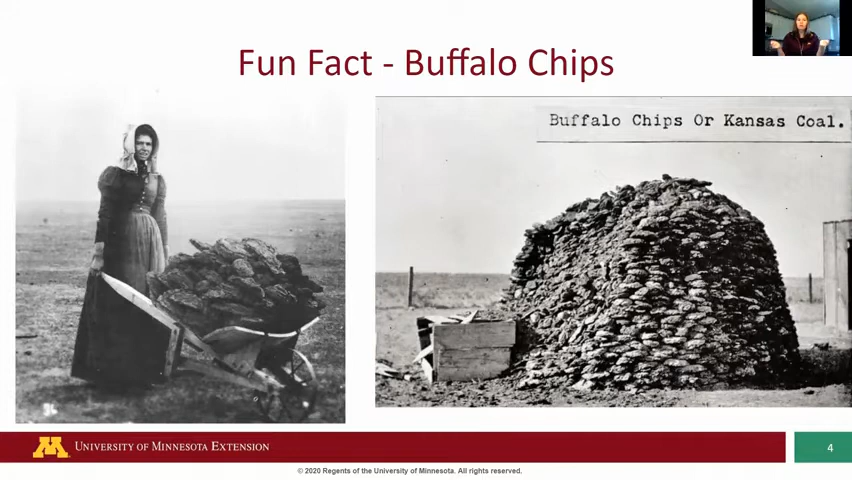 Fun Fact - Buffalo Chips
Buffalo Chips Or Kansas Coal.
UNIVERSITY OF MINNESOTA EXTENSION
4
© 2020 Regents of the University of Minnesota. All rights reserved.